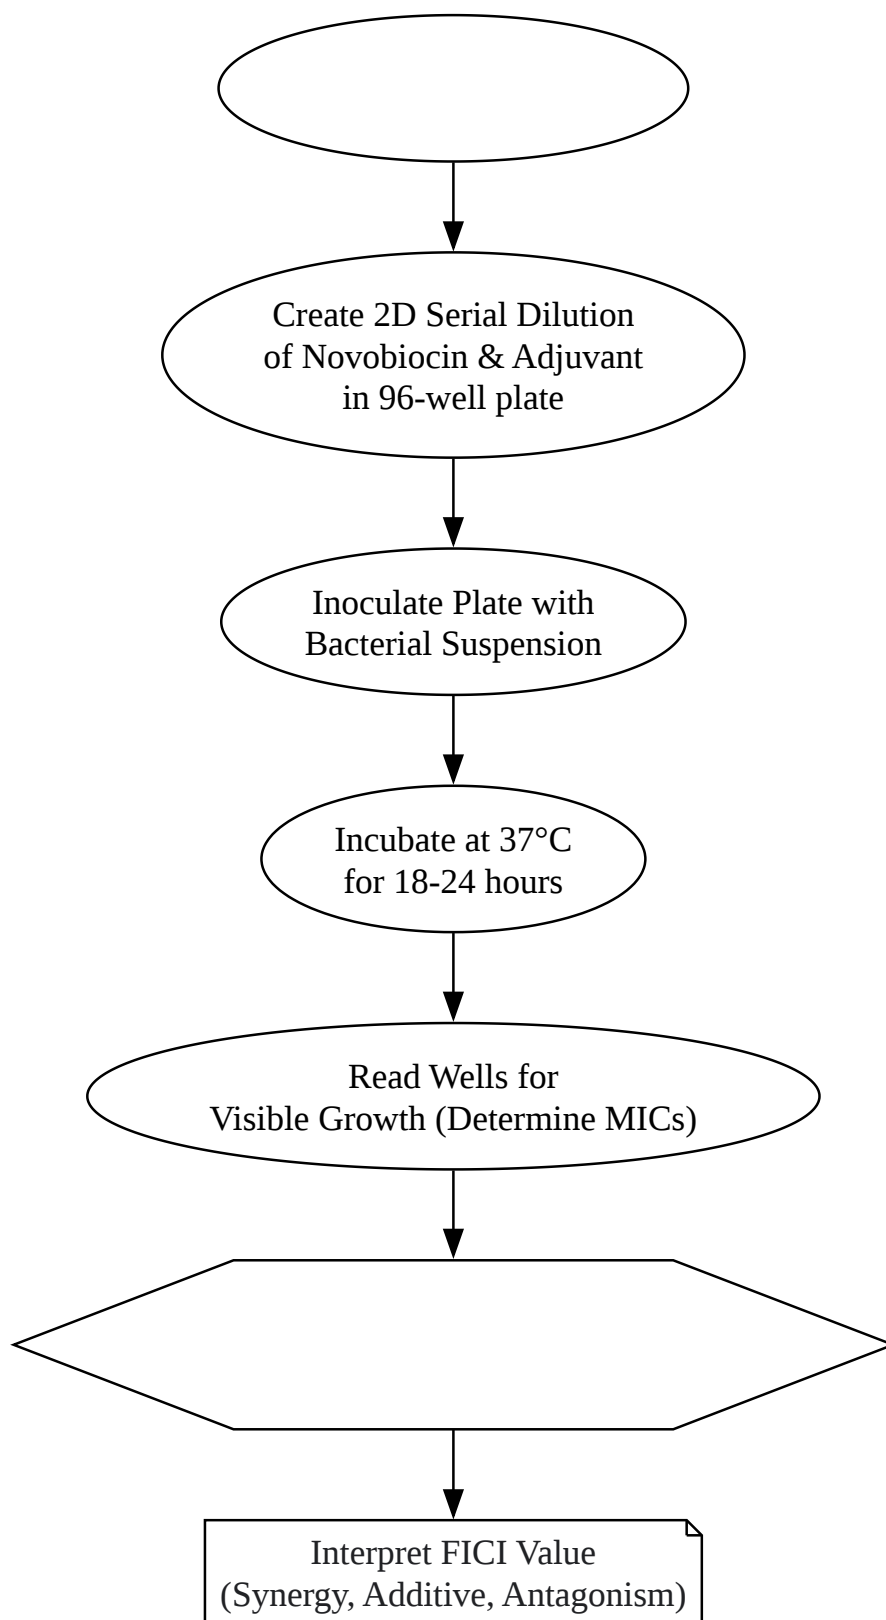 Create 2D Serial Dilution
of Novobiocin & Adjuvant
in 96-well plate
Inoculate Plate with
Bacterial Suspension
Incubate at 37°C
for 18-24 hours
Read Wells for
Visible Growth (Determine MICs)
Interpret FICI Value
(Synergy, Additive, Antagonism)